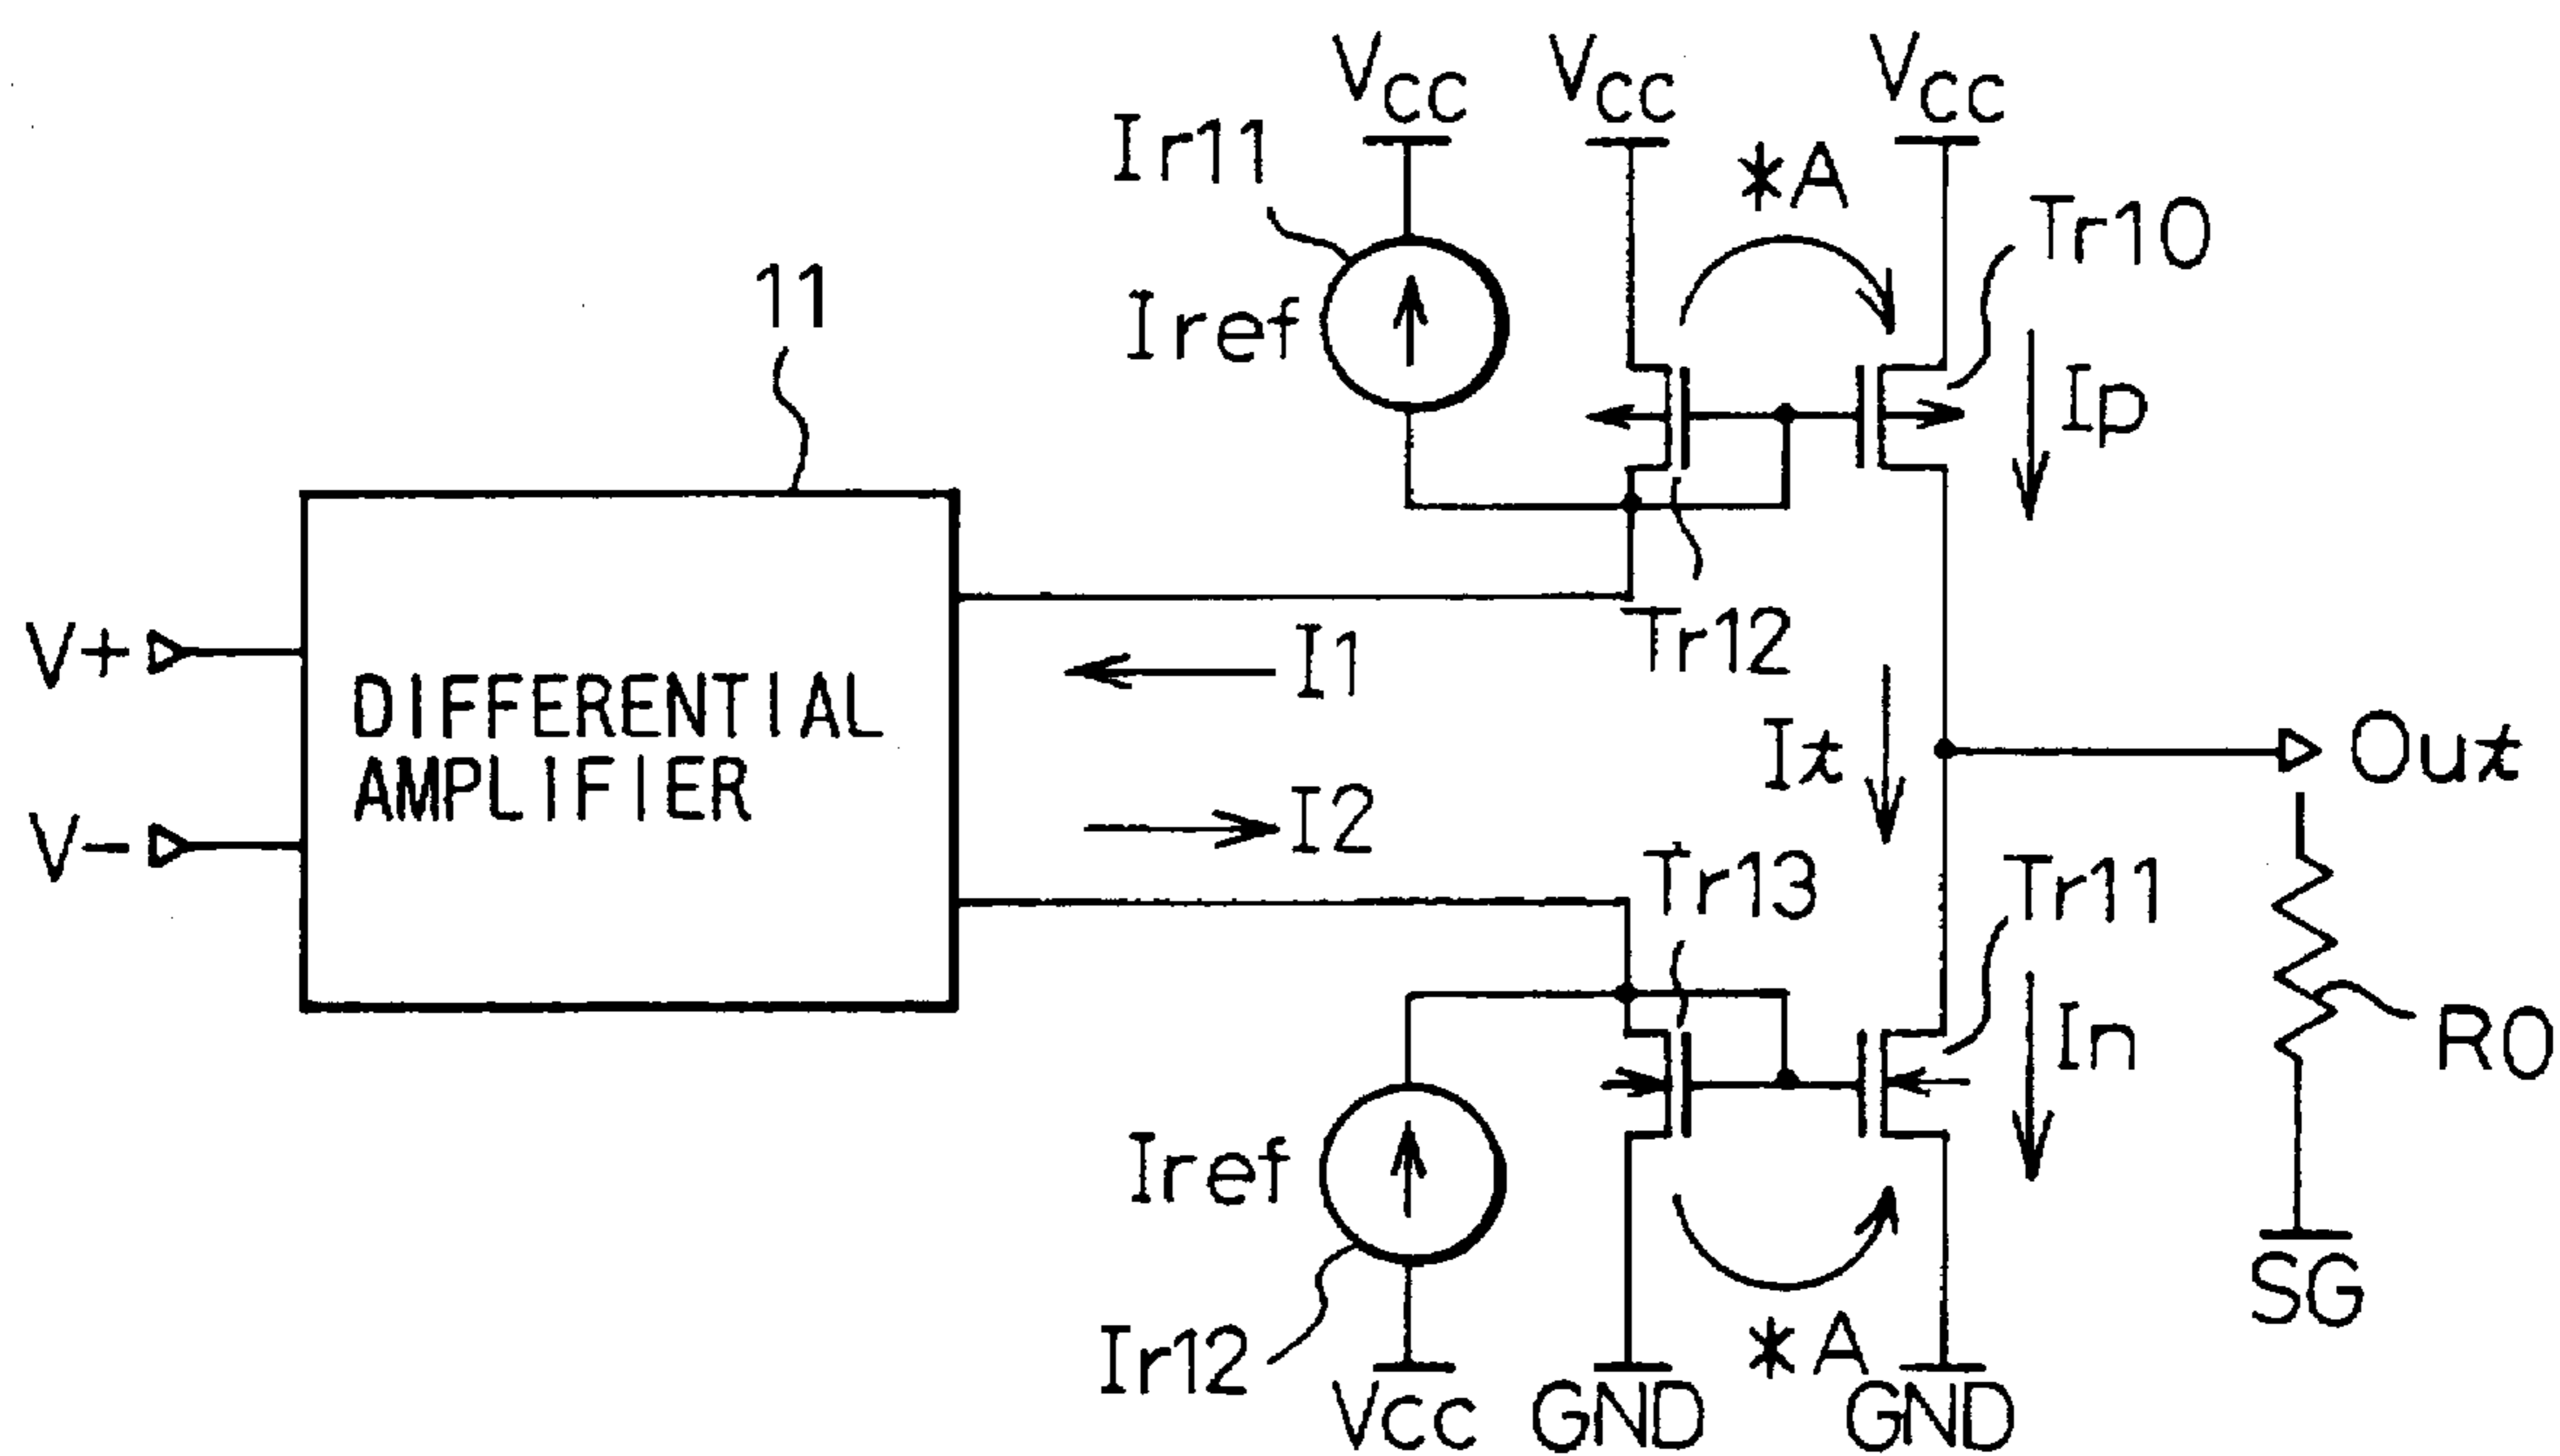 Vcc
Vcc
Vcc
Ir11
*A
Tr10
11
Iref
Ip
V+
DIFFERENTIAL
AMPLIFIER
Tr12
I1
It
Out
V-
I2
Tr13
Tr11
In
R0
Iref
SG
Ir12
*A
Vcc
GND
GND